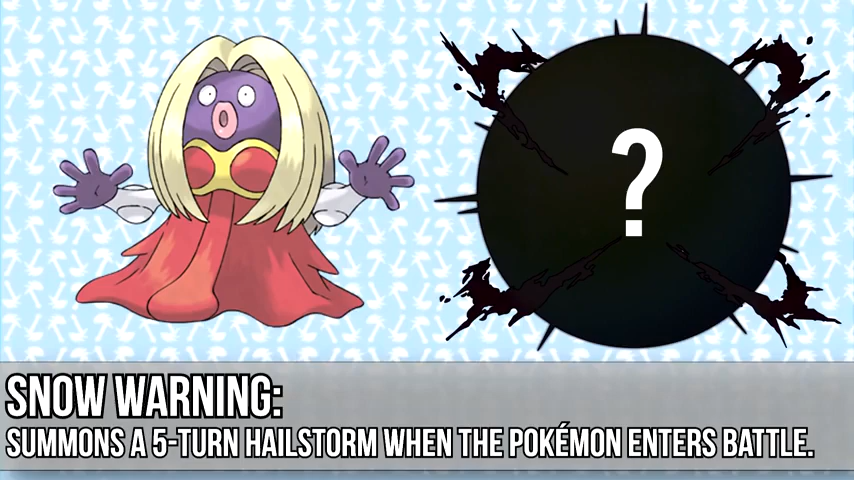 ?
SNOW WARNING:
SUMMONS A 5-TURN HAILSTORM WHEN THE POKÉMON ENTERS BATTLE.